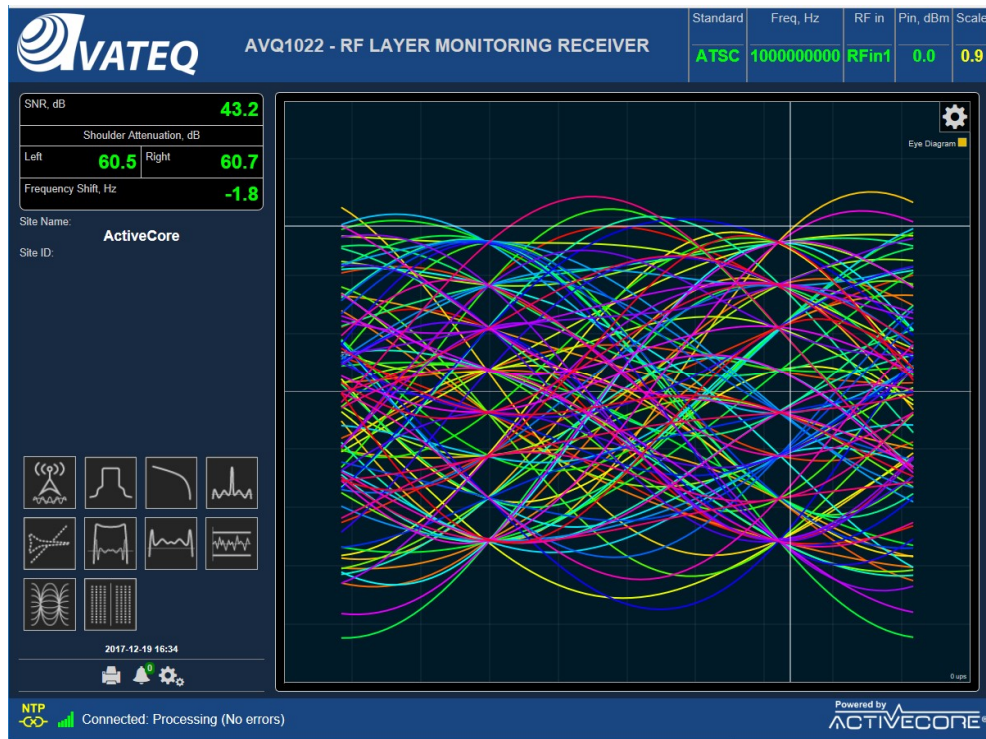 AVATEQ
AVQ1022 - RF LAYER MONITORING RECEIVER
Standard Freq, Hz RF in Pin, dBm Scale
ATSC 1000000000 RFin1 0.0 0.9
SNR, dB 43.2
Shoulder Attenuation, dB
Left 60.5 Right 60.7
Frequency Shift, Hz -1.8
Site Name:
ActiveCore
Site ID:
Eye Diagram
2017-12-19 16:34
0
0 ups
NTP
Connected: Processing (No errors)
Powered by
ACTIVECORE®